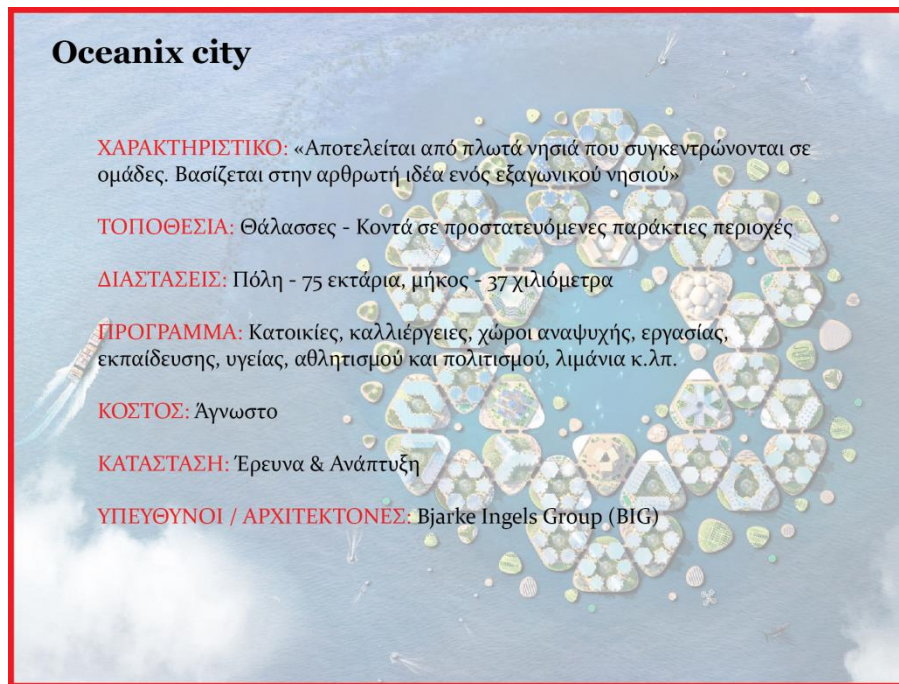 Oceanix city
ΧΑΡΑΚΤΗΡΙΣΤΙΚΟ: «Αποτελείται από πλωτά νησιά που συγκεντρώνονται σε
ομάδες. Βασίζεται στην αρθρωτή ιδέα ενός εξαγωνικού νησιού»
ΤΟΠΟΘΕΣΙΑ: Θάλασσες - Κοντά σε προστατευόμενες παράκτιες περιοχές
ΔΙΑΣΤΑΣΕΙΣ: Πόλη - 75 εκτάρια, μήκος - 37 χιλιόμετρα
ΠΡΟΓΡΑΜΜΑ: Κατοικίες, καλλιέργειες, χώροι αναψυχής, εργασίας,
εκπαίδευσης, υγείας, αθλητισμού και πολιτισμού, λιμάνια κ.λπ.
ΚΟΣΤΟΣ: Άγνωστο
ΚΑΤΑΣΤΑΣΗ: Έρευνα & Ανάπτυξη
ΥΠΕΥΘΥΝΟΙ / ΑΡΧΙΤΕΚΤΟΝΕΣ: Bjarke Ingels Group (BIG)